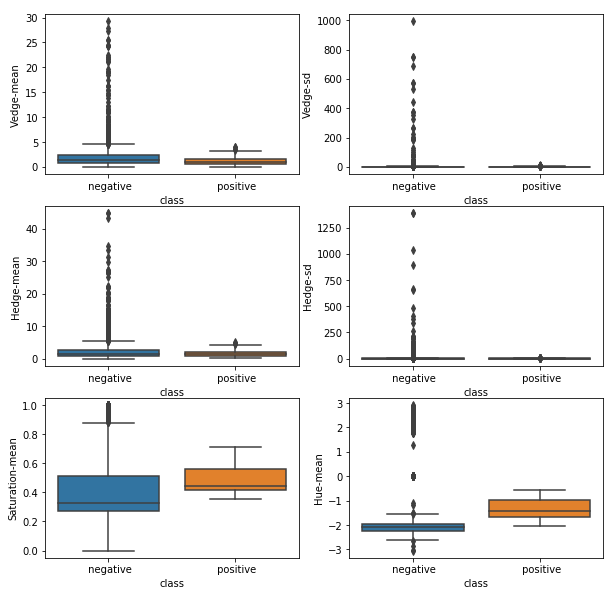 Vedge-mean
30
25
20
15
10
5
0
negative positive
class
Vedge-sd
1000
800
600
400
200
0
negative positive
class
Hedge-mean
40
30
20
10
0
negative positive
class
Hedge-sd
1250
1000
750
500
250
0
negative positive
class
Saturation-mean
1.0
0.8
0.6
0.4
0.2
0.0
negative positive
class
Hue-mean
3
2
1
0
−1
−2
−3
negative positive
class